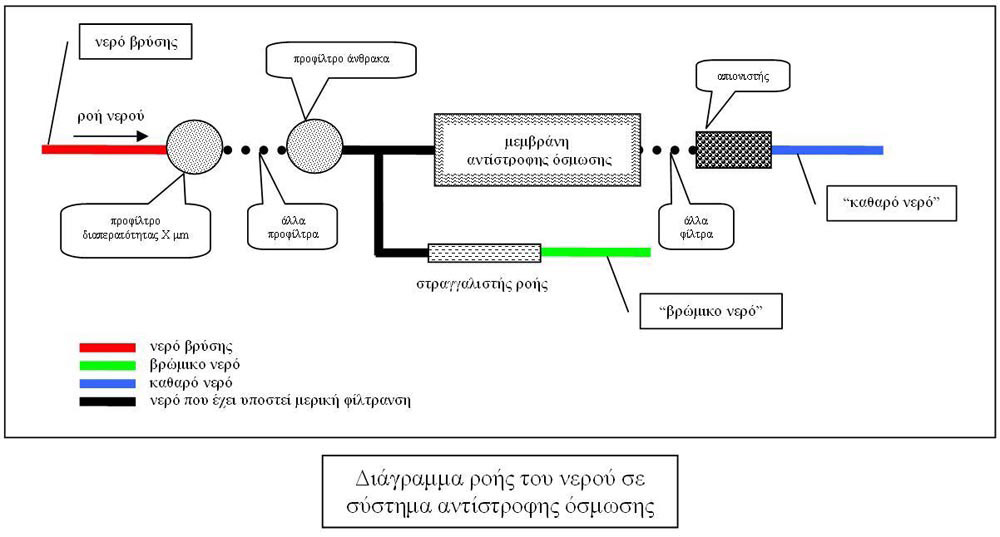 νερό βρύσης
προφίλτρο άνθρακα
απιονιστής
ροή νερού
μεμβράνη
αντίστροφης όσμωσης
προφίλτρο
διαπερατότητας Χ μm
άλλα
προφίλτρα
άλλα
φίλτρα
“καθαρό νερό”
στραγγαλιστής ροής
“βρώμικο νερό”
νερό βρύσης
βρώμικο νερό
καθαρό νερό
νερό που έχει υποστεί μερική φίλτρανση
Διάγραμμα ροής του νερού σε
σύστημα αντίστροφης όσμωσης